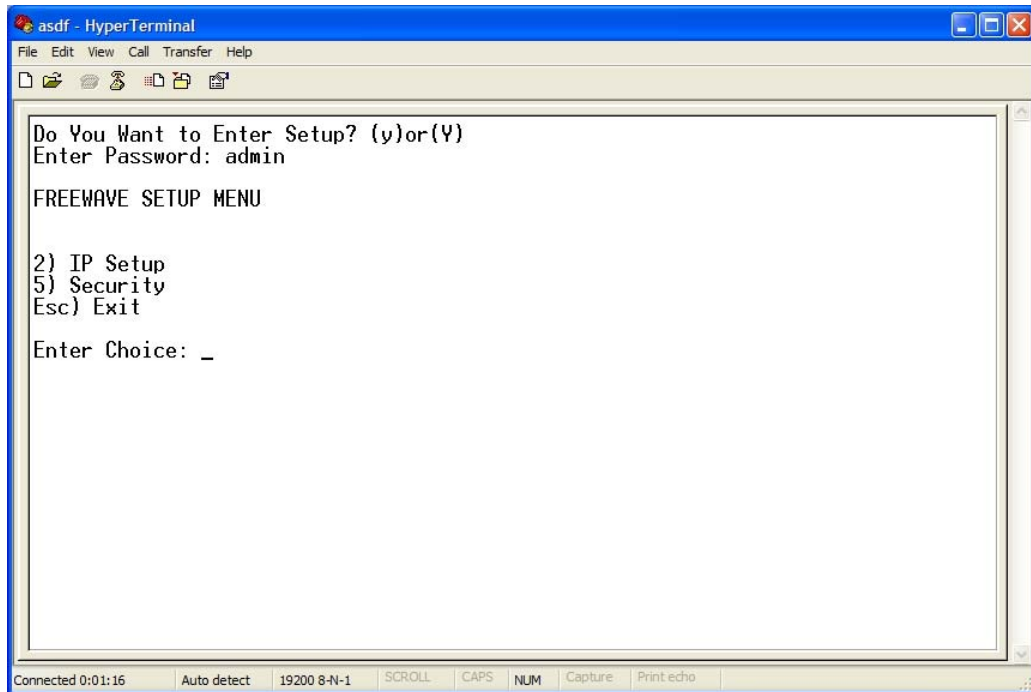 asdf - HyperTerminal
File Edit View Call Transfer Help
Do You Want to Enter Setup? (y)or(Y)
Enter Password: admin
FREEWAVE SETUP MENU
2) IP Setup
5) Security
Esc) Exit
Enter Choice: _
Connected 0:01:16 Auto detect 19200 8-N-1 SCROLL CAPS NUM Capture Print echo